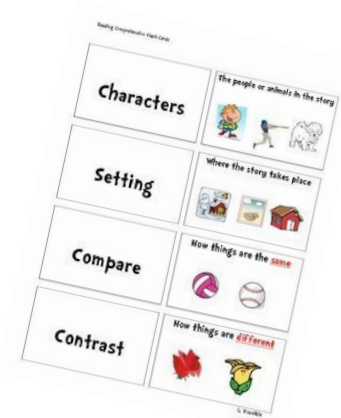 Reading Comprehension Flash Cards
Characters
The people or animals in the story
Setting
Where the story takes place
Compare
How things are the same
Contrast
How things are different